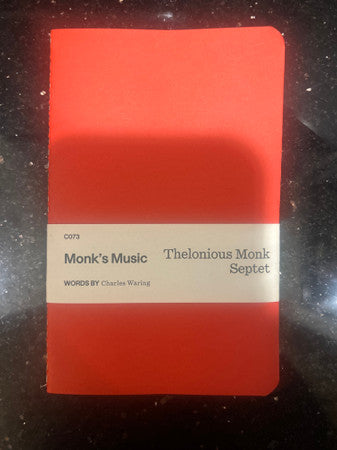 C073
Monk's Music
Thelonious Monk
Septet
WORDS BY Charles Waring